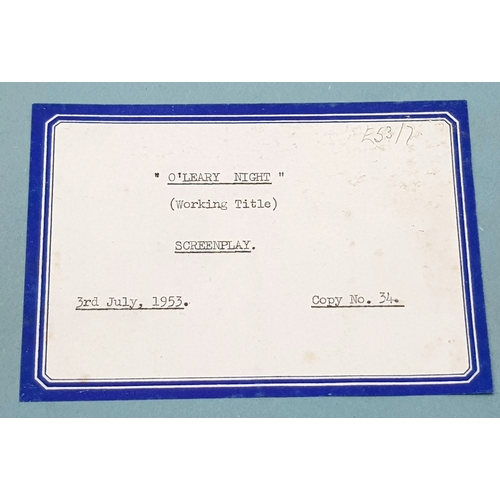 E53/7
" O'LEARY NIGHT "
(Working Title)
SCREENPLAY.
3rd July, 1953. Copy No. 34.